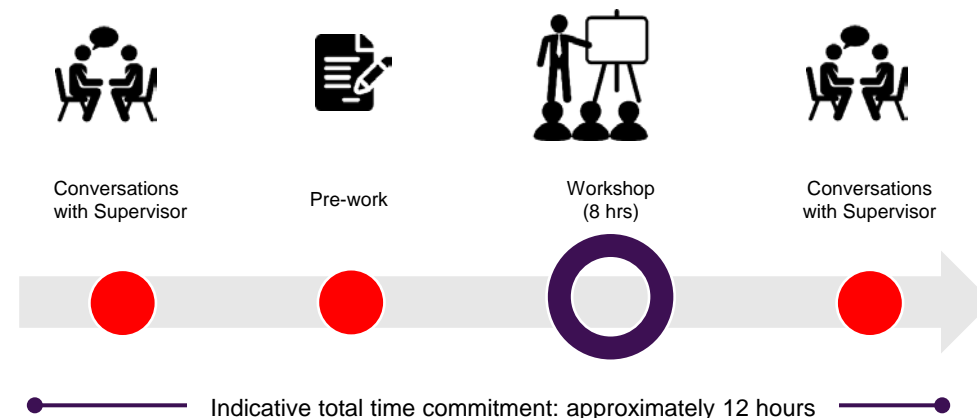 Conversations
with Supervisor
Pre-work
Workshop
(8 hrs)
Conversations
with Supervisor
Indicative total time commitment: approximately 12 hours